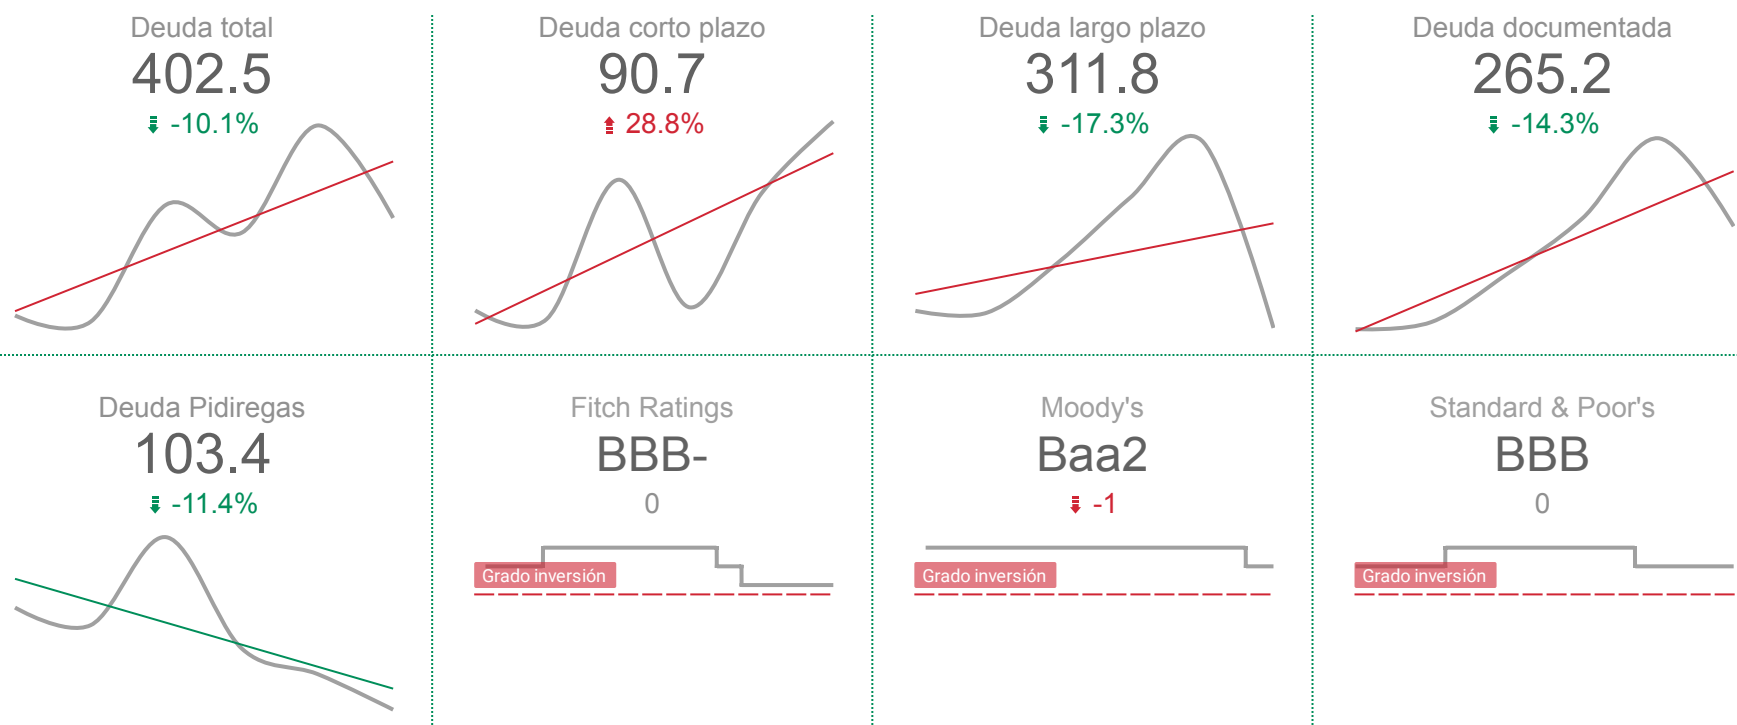 Deuda total
402.5
-10.1%
Deuda corto plazo
90.7
28.8%
Deuda largo plazo
311.8
-17.3%
Deuda documentada
265.2
-14.3%
Deuda Pidiregas
103.4
-11.4%
Fitch Ratings
BBB-
0
Grado inversión
Moody's
Baa2
-1
Grado inversión
Standard & Poor's
BBB
0
Grado inversión